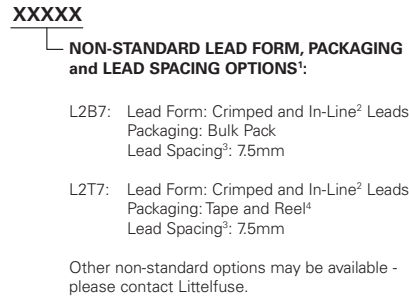 XXXXX
NON-STANDARD LEAD FORM, PACKAGING
and LEAD SPACING OPTIONS¹:
L2B7: Lead Form: Crimped and In-Line² Leads
Packaging: Bulk Pack
Lead Spacing³: 7.5mm
L2T7: Lead Form: Crimped and In-Line² Leads
Packaging: Tape and Reel⁴
Lead Spacing³: 7.5mm
Other non-standard options may be available -
please contact Littelfuse.